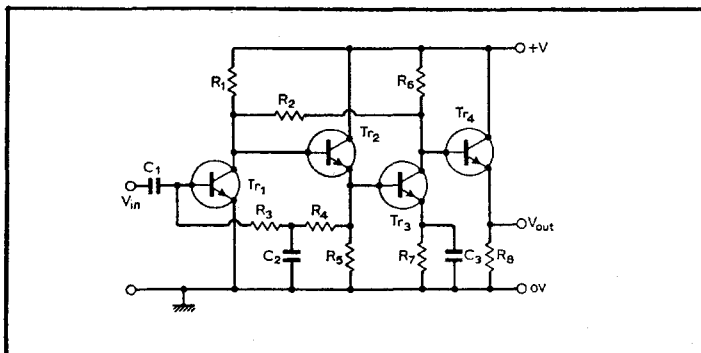 +V
R1
R6
R2
Tr4
Tr2
C1
Tr1
Vin
Tr3
R3
R4
Vout
C2
R5
R7
C3
R8
0V